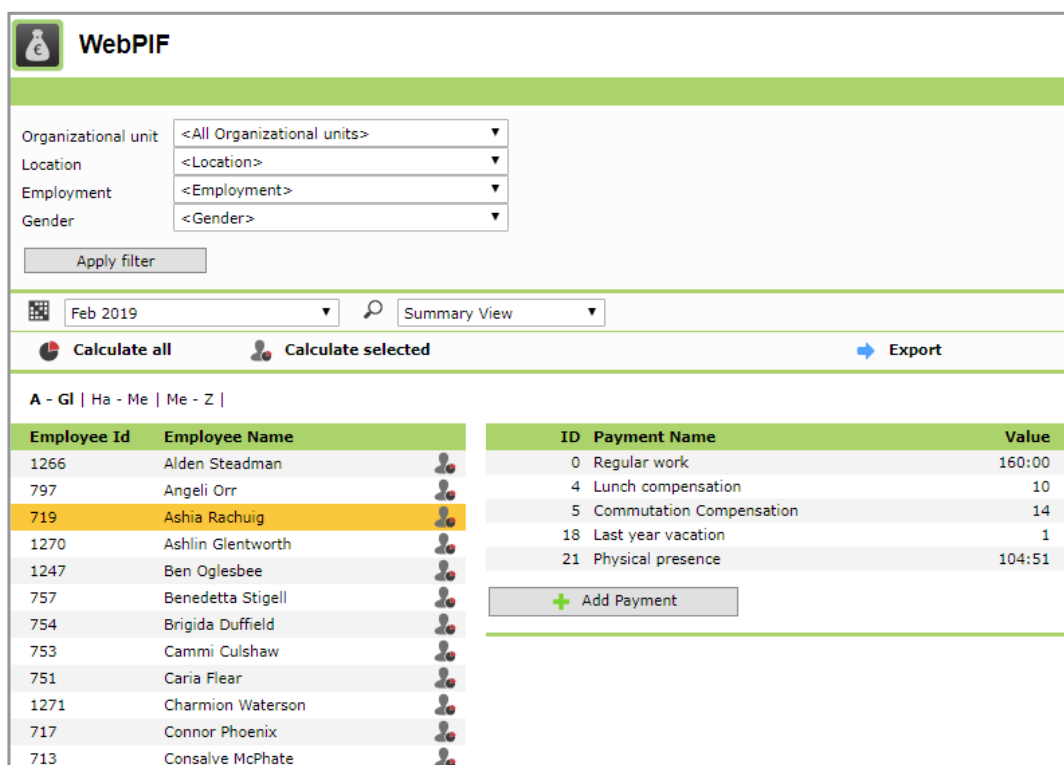 WebPIF
Organizational unit <All Organizational units>
Location <Location>
Employment <Employment>
Gender <Gender>
Apply filter
Feb 2019 Summary View
Calculate all Calculate selected Export
A - Gl | Ha - Me | Me - Z |
Employee Id Employee Name
1266 Alden Steadman
797 Angeli Orr
719 Ashia Rachuig
1270 Ashlin Glentworth
1247 Ben Oglesbee
757 Benedetta Stigell
754 Brigida Duffield
753 Cammi Culshaw
751 Caria Flear
1271 Charmion Waterson
717 Connor Phoenix
713 Consalve McPhate
ID Payment Name Value
0 Regular work 160:00
4 Lunch compensation 10
5 Commutation Compensation 14
18 Last year vacation 1
21 Physical presence 104:51
Add Payment